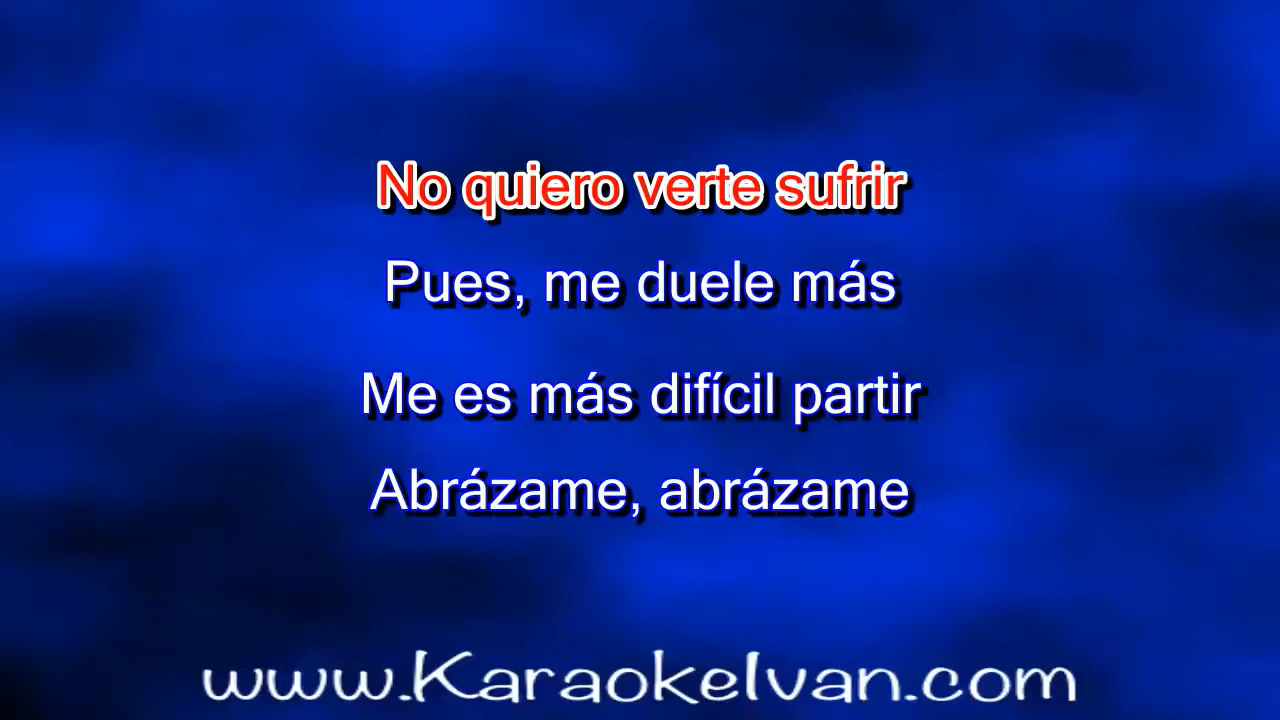 No quiero verte sufrir
Pues, me duele más
Me es más difícil partir
Abrázame, abrázame
www.KaraokeIvan.com